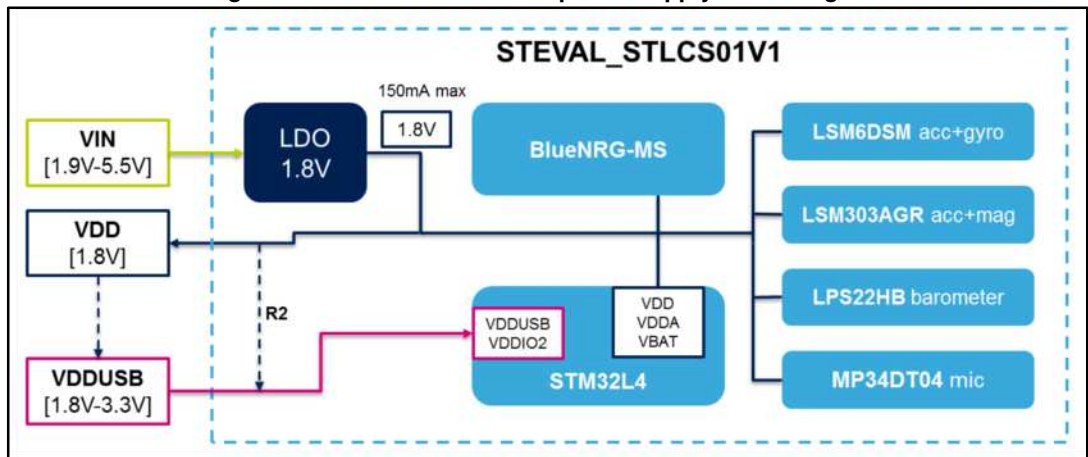 STEVAL_STLCS01V1
150mA max
1.8V
VIN
[1.9V-5.5V]
LDO
1.8V
BlueNRG-MS
LSM6DSM acc+gyro
LSM303AGR acc+mag
VDD
[1.8V]
R2
VDD
VDDA
VBAT
VDDUSB
VDDIO2
STM32L4
LPS22HB barometer
MP34DT04 mic
VDDUSB
[1.8V-3.3V]